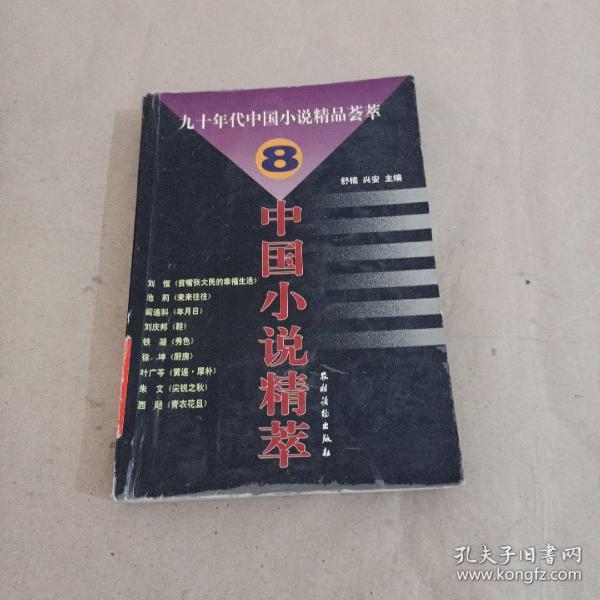 九十年代中国小说精品荟萃
8
舒楠 兴安 主编
中国小说精萃
刘 恒（贫嘴张大民的幸福生活）
池 莉（来来往往）
阎连科（年月日）
刘庆邦（鞋）
铁 凝（秀色）
徐 坤（厨房）
叶广芩（黄连·厚朴）
朱 文（尖锐之秋）
西 飏（青衣花旦）
农村读物出版社
孔夫子旧书网
www.kongfz.com